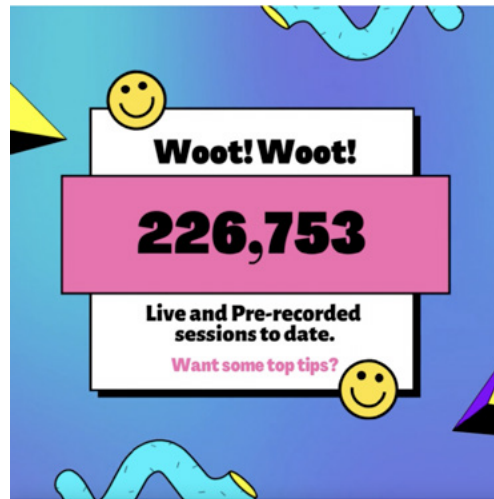 Woot! Woot!
226,753
Live and Pre-recorded
sessions to date.
Want some top tips?